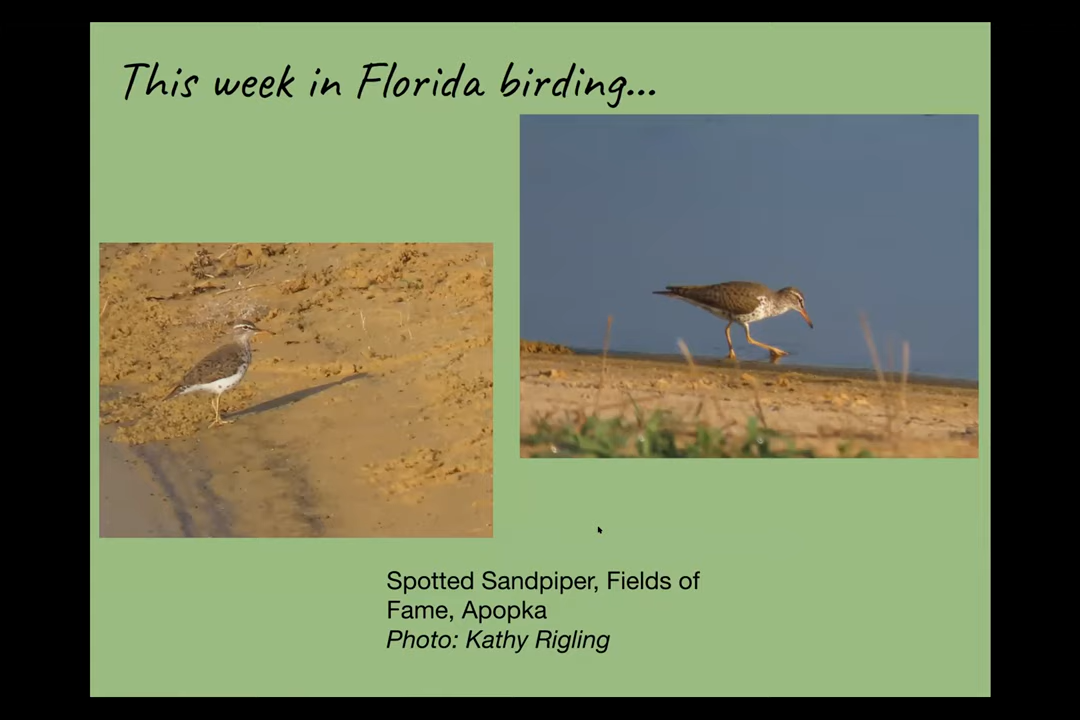 This week in Florida birding...
Spotted Sandpiper, Fields of
Fame, Apopka
Photo: Kathy Rigling